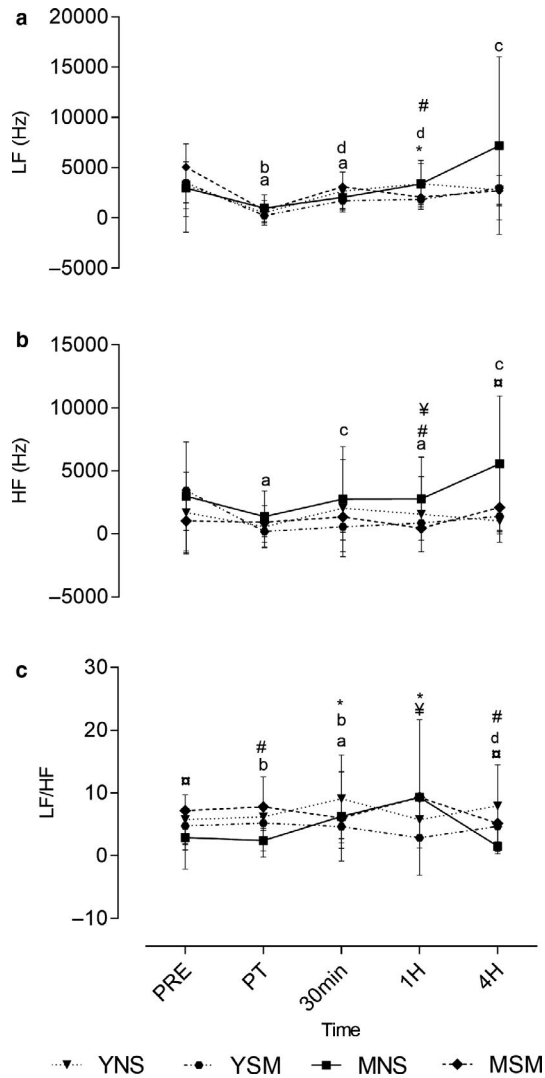 a
20000
15000
10000
5000
0
–5000
LF (Hz)
b
a
d
a
#
d
*
c
b
15000
10000
5000
0
–5000
HF (Hz)
a
c
¥
#
a
c
¤
c
30
20
10
0
–10
LF/HF
¤
#
b
*
b
a
*
¥
#
d
¤
PRE PT 30min 1H 4H
Time
YNS YSM MNS MSM